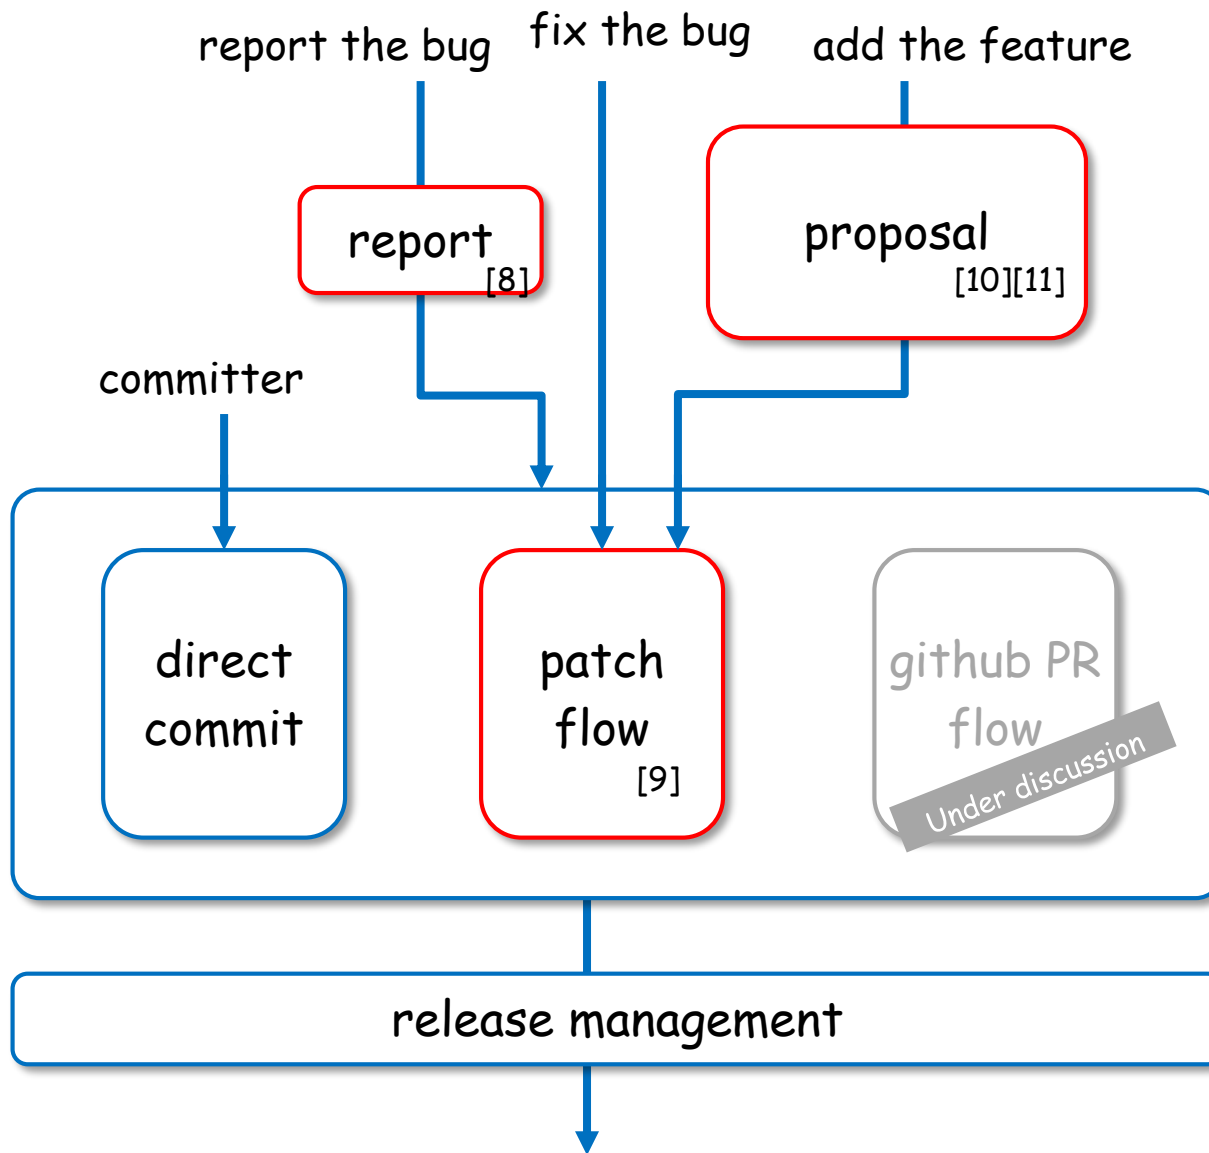 report the bug
fix the bug
add the feature
report
[8]
proposal
[10][11]
committer
direct
commit
patch
flow
[9]
github PR
flow
Under discussion
release management